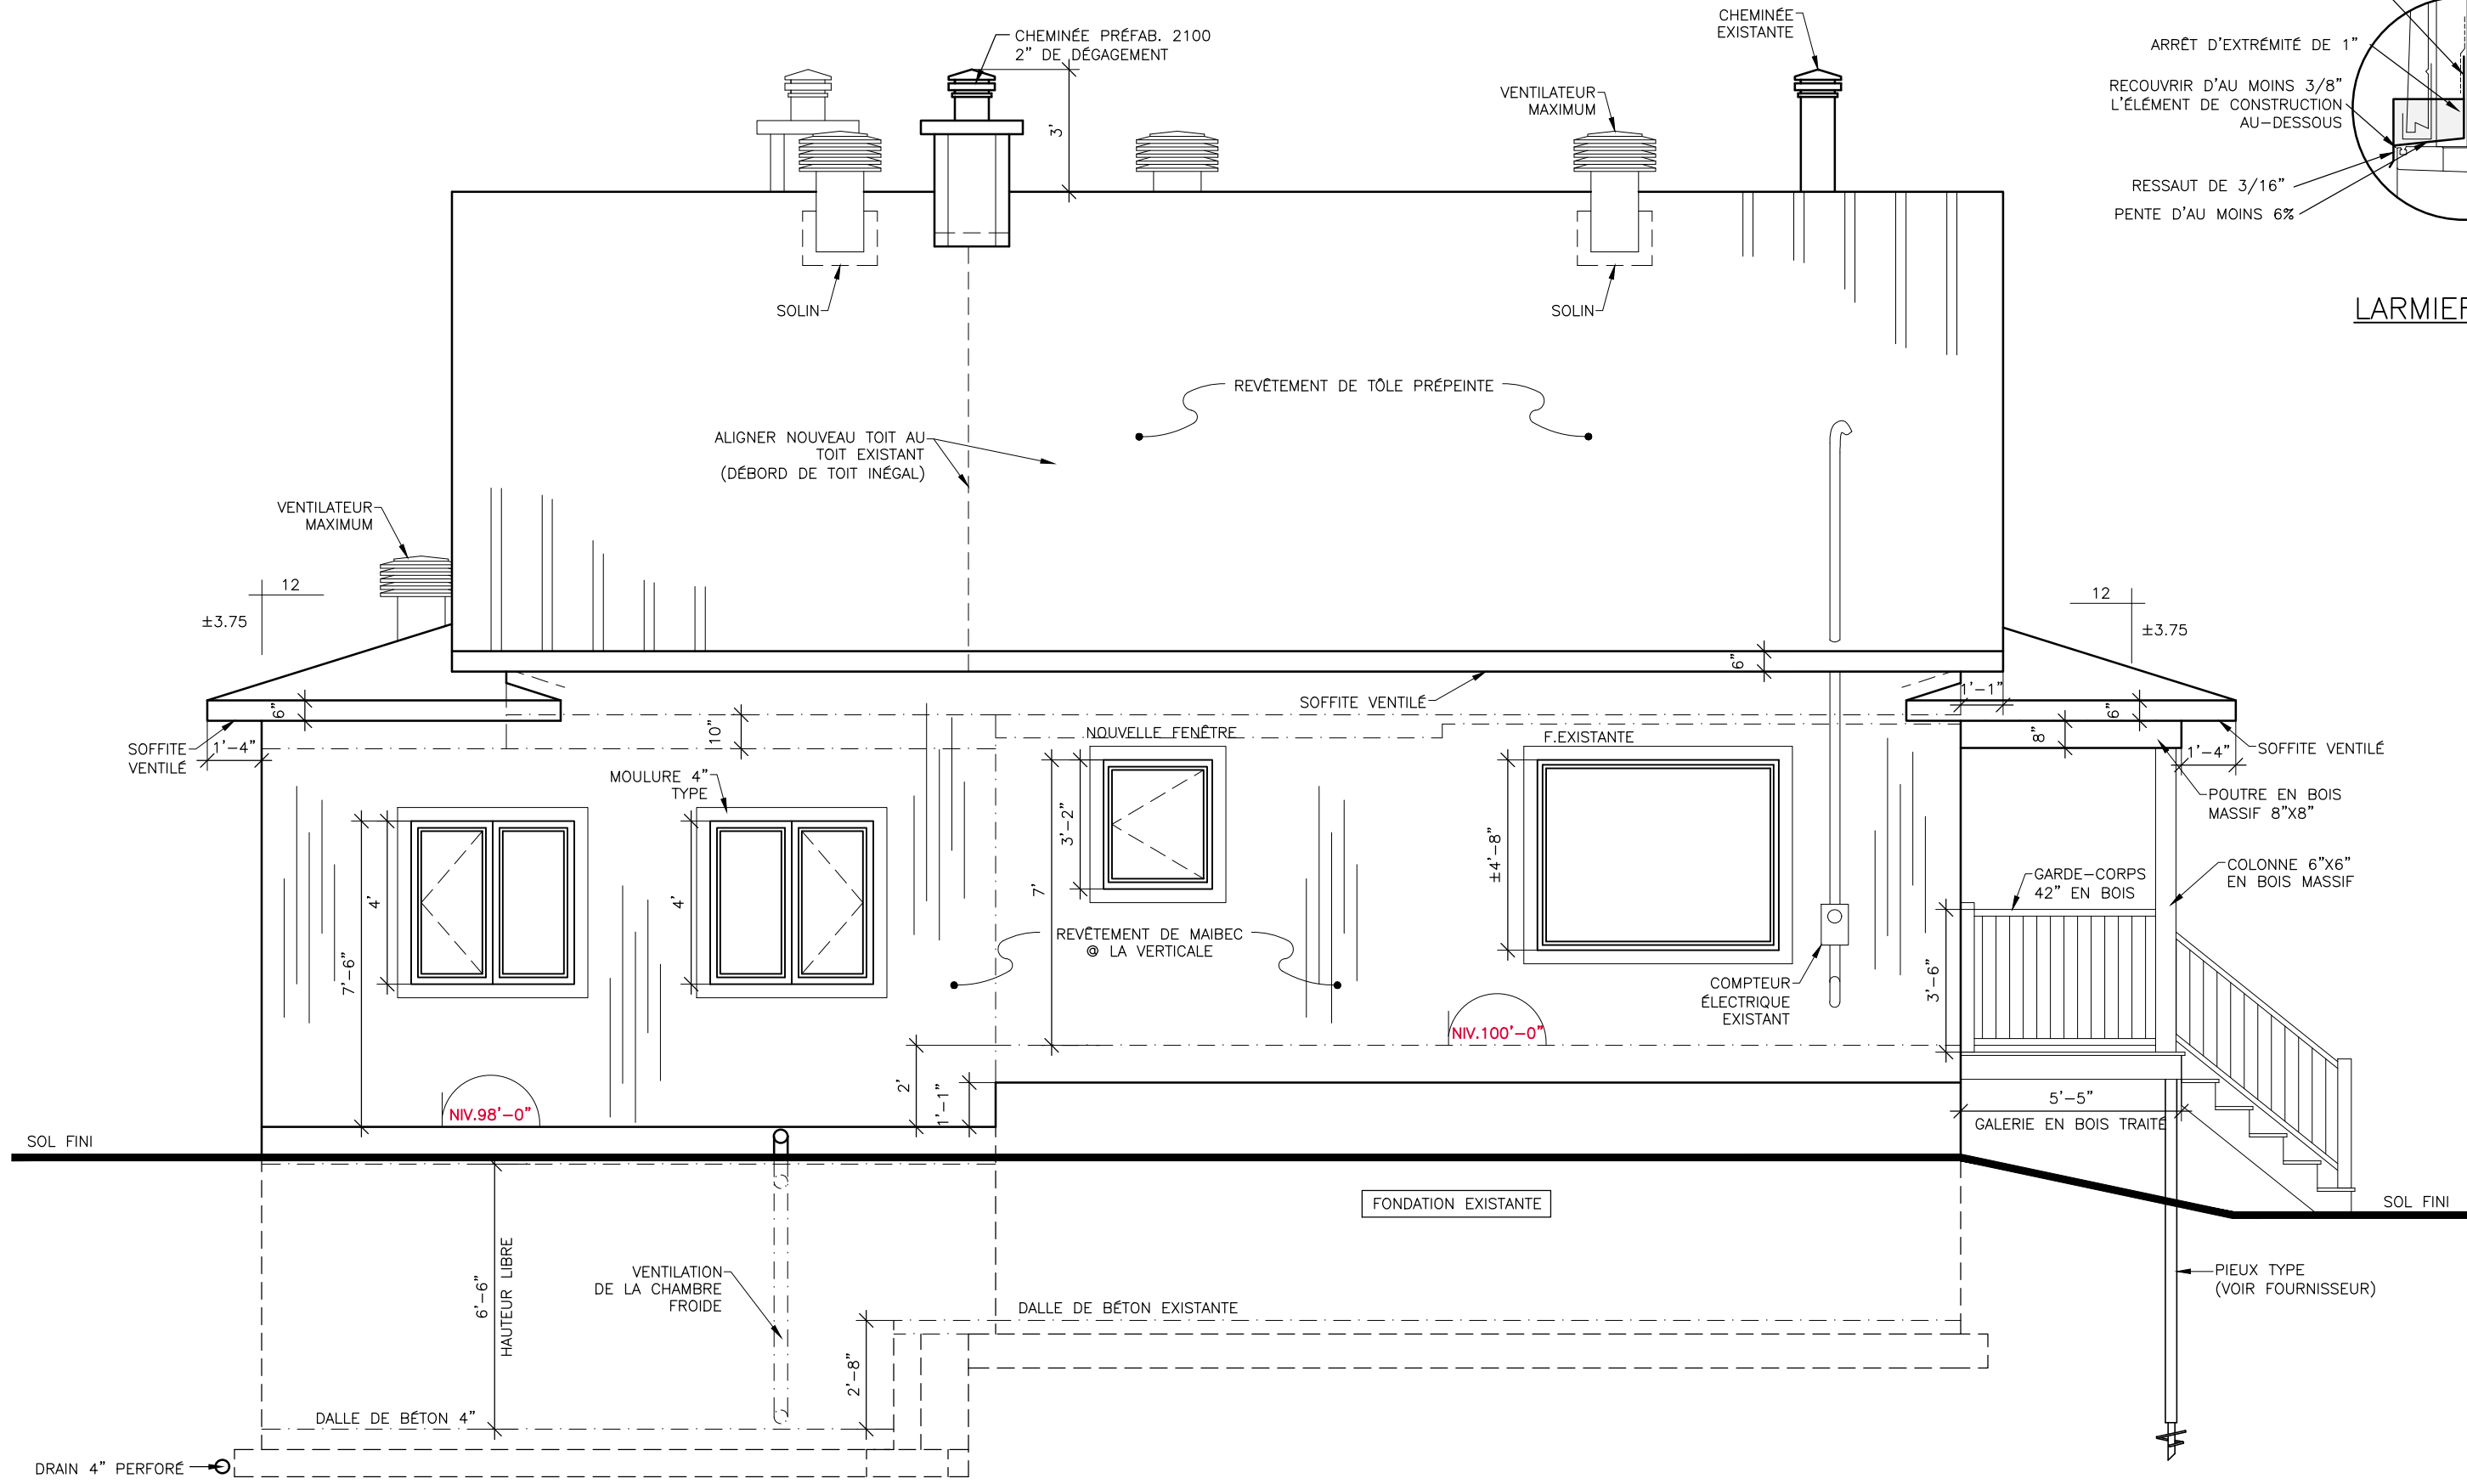 CHEMINÉE PRÉFAB. 2100
2" DE DÉGAGEMENT
3'
CHEMINÉE
EXISTANTE
VENTILATEUR
MAXIMUM
ARRÊT D'EXTRÉMITÉ DE 1"
RECOUVRIR D'AU MOINS 3/8"
L'ÉLÉMENT DE CONSTRUCTION
AU-DESSOUS
RESSAUT DE 3/16"
PENTE D'AU MOINS 6%
LARMIER
SOLIN
SOLIN
REVÊTEMENT DE TÔLE PRÉPEINTE
ALIGNER NOUVEAU TOIT AU
TOIT EXISTANT
(DÉBORD DE TOIT INÉGAL)
VENTILATEUR
MAXIMUM
12
±3.75
12
±3.75
6"
6"
SOFFITE VENTILÉ
1'-1"
6"
8"
10"
SOFFITE
VENTILÉ
1'-4"
NOUVELLE FENÊTRE
F.EXISTANTE
1'-4"
SOFFITE VENTILÉ
MOULURE 4"
TYPE
POUTRE EN BOIS
MASSIF 8"X8"
3'-2"
±4'-8"
7'
4'
4'
7'-6"
GARDE-CORPS
42" EN BOIS
COLONNE 6"X6"
EN BOIS MASSIF
REVÊTEMENT DE MAIBEC
@ LA VERTICALE
COMPTEUR
ÉLECTRIQUE
EXISTANT
3'-6"
NIV.100'-0"
NIV.98'-0"
2'
1'-1"
5'-5"
GALERIE EN BOIS TRAITÉ
SOL FINI
FONDATION EXISTANTE
SOL FINI
6'-6"
HAUTEUR LIBRE
VENTILATION
DE LA CHAMBRE
FROIDE
PIEUX TYPE
(VOIR FOURNISSEUR)
DALLE DE BÉTON EXISTANTE
2'-8"
DALLE DE BÉTON 4"
DRAIN 4" PERFORÉ